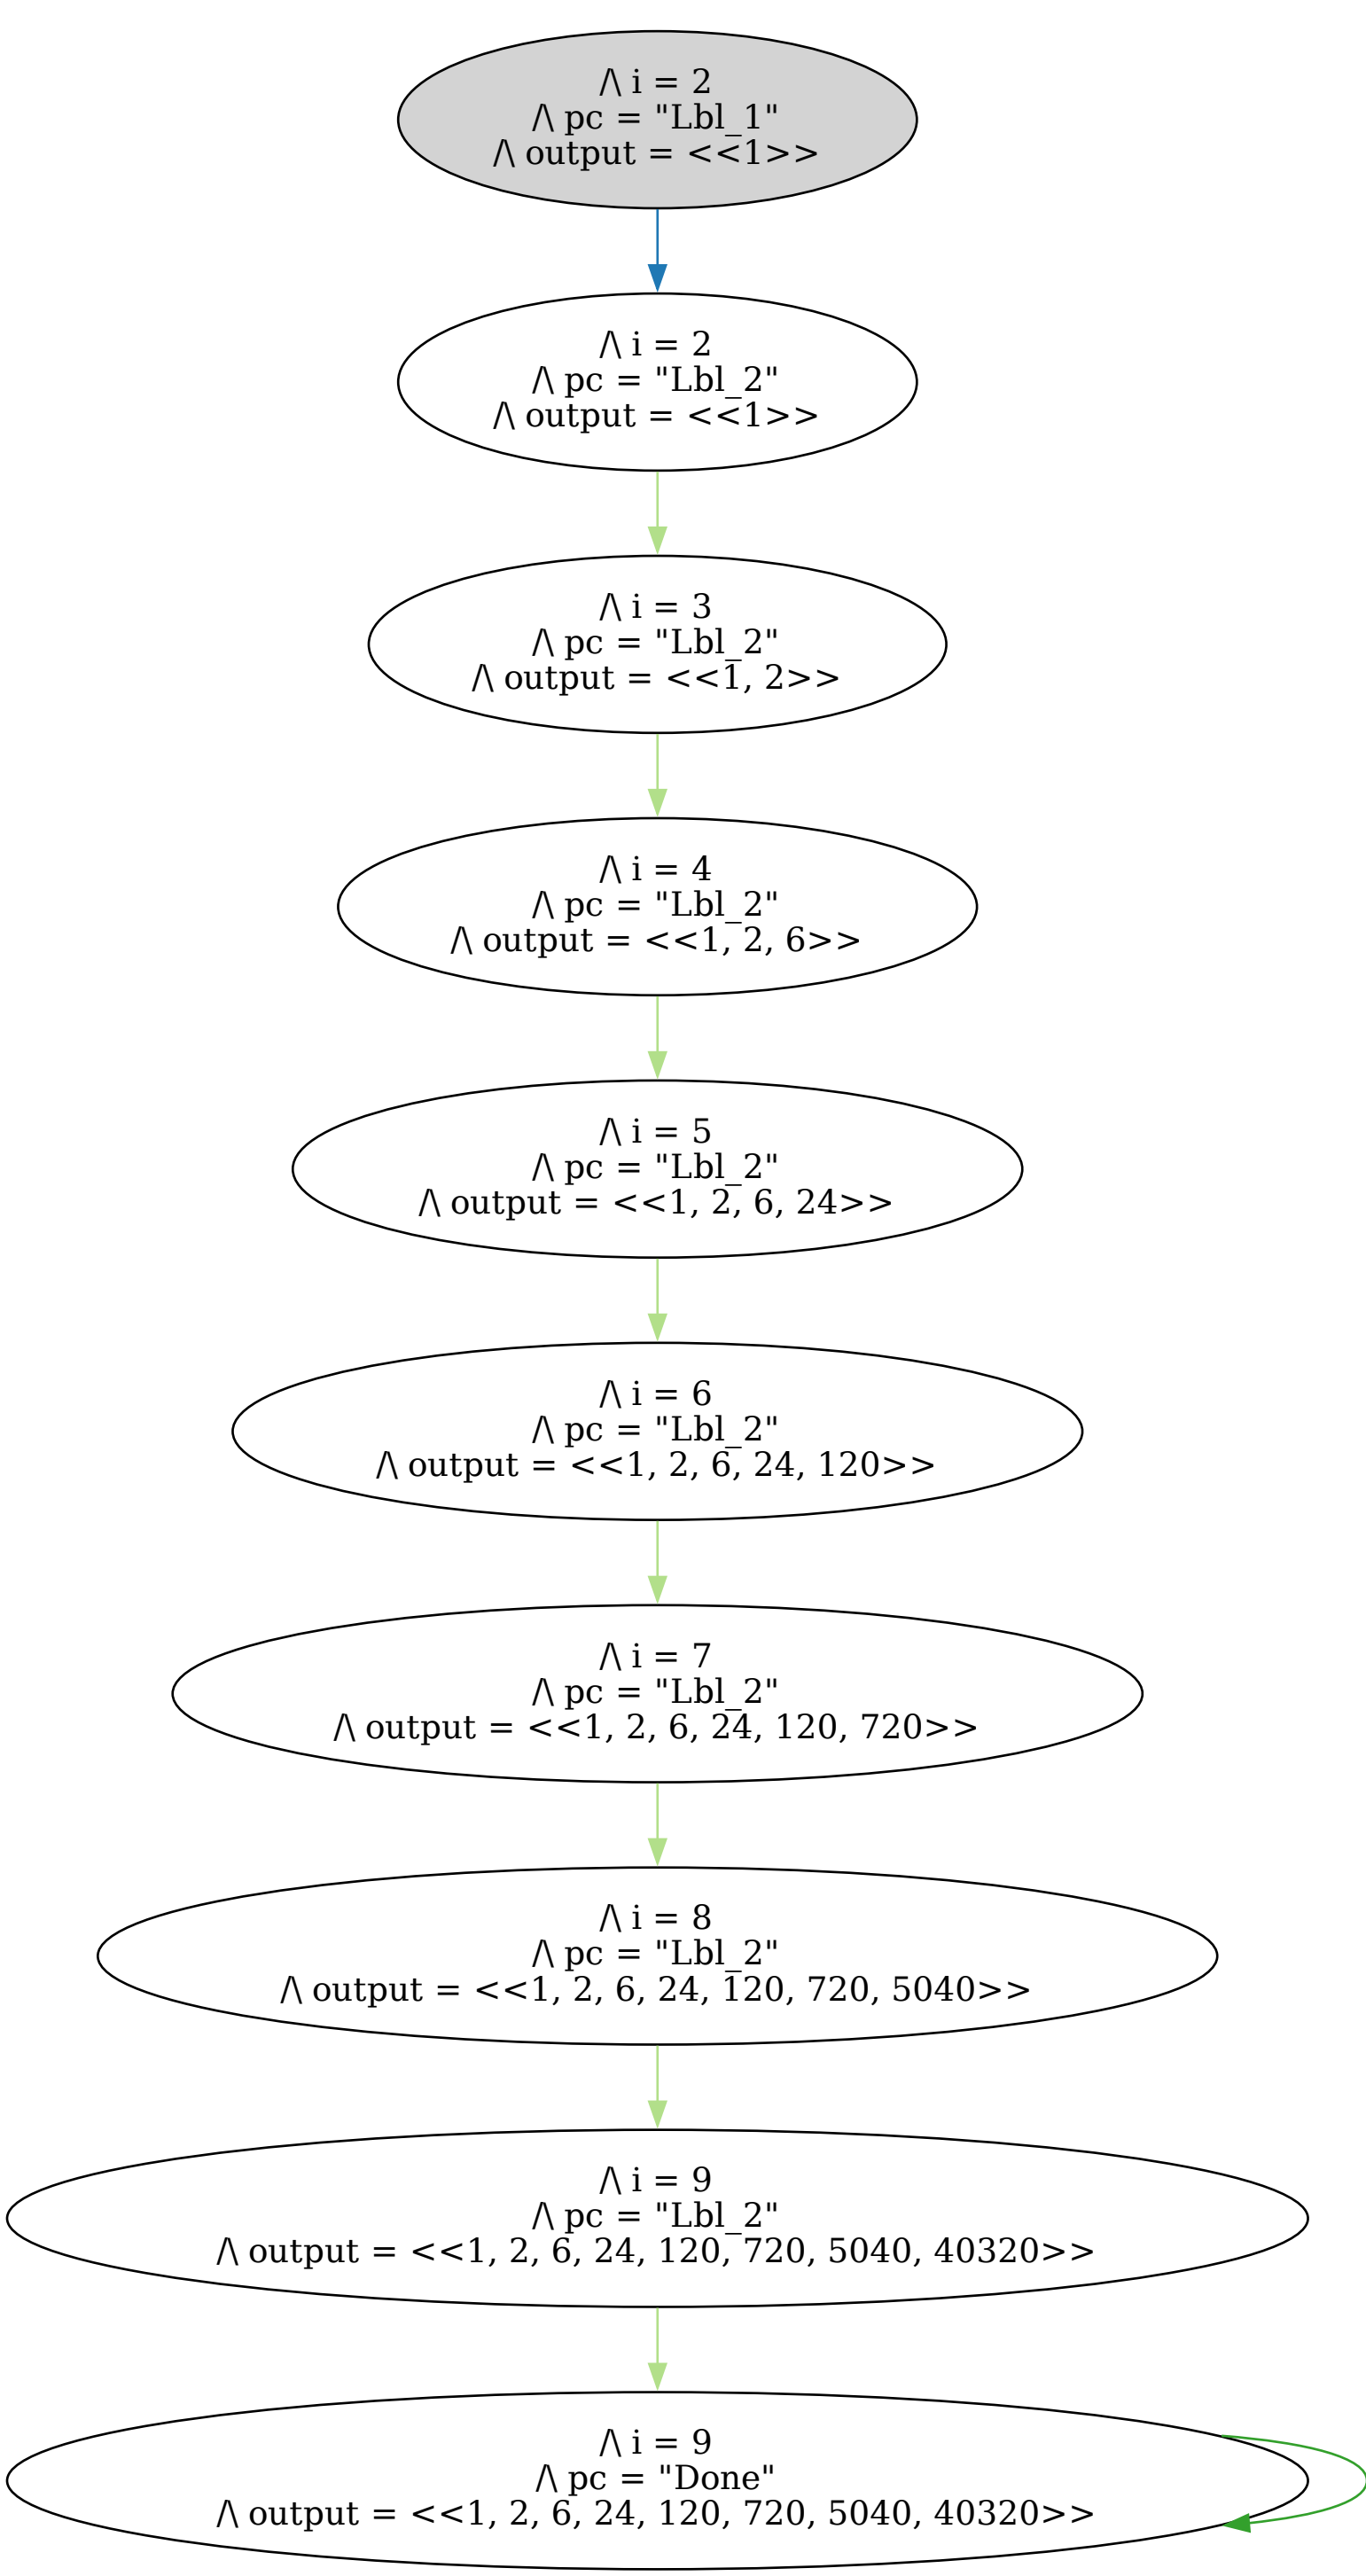 /\ i = 2
/\ pc = "Lbl_1"
/\ output = <<1>>
/\ i = 2
/\ pc = "Lbl_2"
/\ output = <<1>>
/\ i = 3
/\ pc = "Lbl_2"
/\ output = <<1, 2>>
/\ i = 4
/\ pc = "Lbl_2"
/\ output = <<1, 2, 6>>
/\ i = 5
/\ pc = "Lbl_2"
/\ output = <<1, 2, 6, 24>>
/\ i = 6
/\ pc = "Lbl_2"
/\ output = <<1, 2, 6, 24, 120>>
/\ i = 7
/\ pc = "Lbl_2"
/\ output = <<1, 2, 6, 24, 120, 720>>
/\ i = 8
/\ pc = "Lbl_2"
/\ output = <<1, 2, 6, 24, 120, 720, 5040>>
/\ i = 9
/\ pc = "Lbl_2"
/\ output = <<1, 2, 6, 24, 120, 720, 5040, 40320>>
/\ i = 9
/\ pc = "Done"
/\ output = <<1, 2, 6, 24, 120, 720, 5040, 40320>>